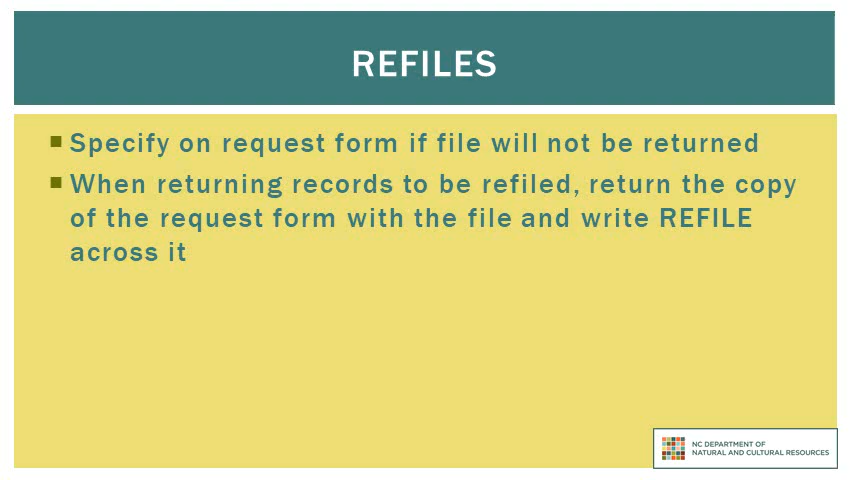 REFILES
Specify on request form if file will not be returned
When returning records to be refiled, return the copy
of the request form with the file and write REFILE
across it
NC DEPARTMENT OF
NATURAL AND CULTURAL RESOURCES